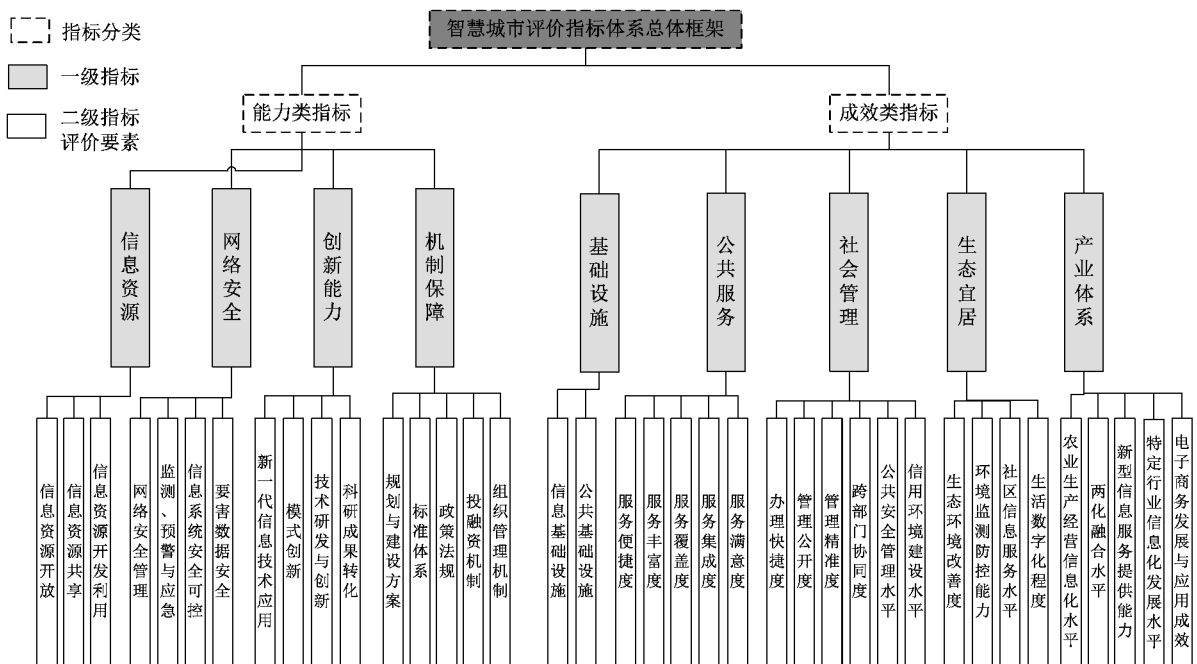 智慧城市评价指标体系总体框架
指标分类
一级指标
二级指标
评价要素
能力类指标
成效类指标
信息资源
网络安全
创新能力
机制保障
基础设施
公共服务
社会管理
生态宜居
产业体系
信息资源开放
信息资源共享
信息资源开发利用
网络安全管理
监测、预警与应急
信息系统安全可控
要害数据安全
新一代信息技术应用
模式创新
技术研发与创新
科研成果转化
规划与建设方案
标准体系
政策法规
投融资机制
组织管理机制
信息基础设施
公共基础设施
服务便捷度
服务丰富度
服务覆盖度
服务集成度
服务满意度
办理快捷度
管理公开度
管理精准度
跨部门协同度
公共安全管理水平
信用环境建设水平
生态环境改善度
环境监测防控能力
社区信息服务水平
生活数字化程度
农业生产经营信息化水平
两化融合水平
新型信息服务提供能力
特定行业信息化发展水平
电子商务发展与应用成效